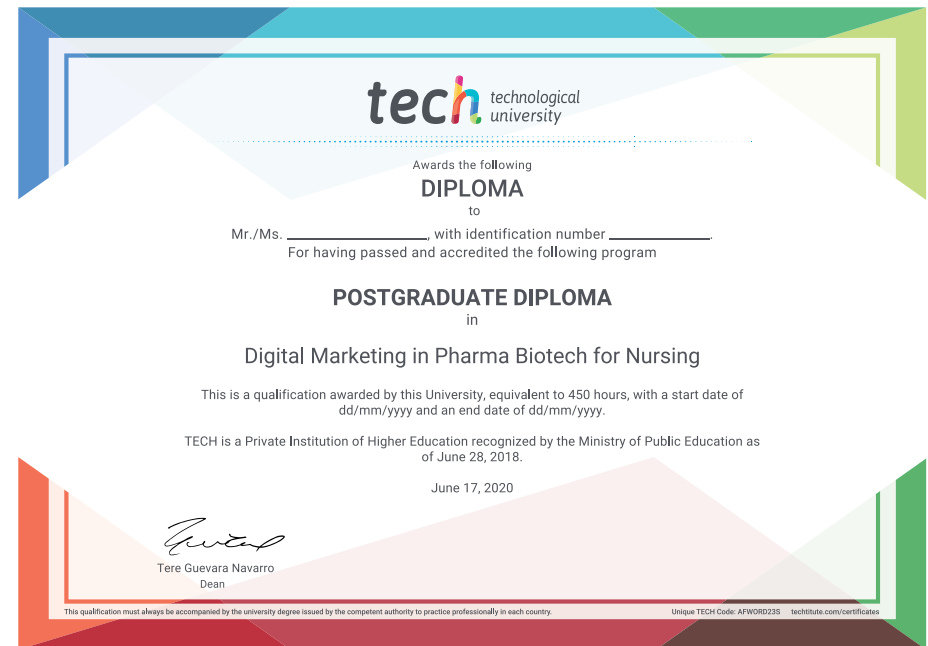 tech technological
university
Awards the following
DIPLOMA
to
Mr./Ms. ____________________, with identification number ______________.
For having passed and accredited the following program
POSTGRADUATE DIPLOMA
in
Digital Marketing in Pharma Biotech for Nursing
This is a qualification awarded by this University, equivalent to 450 hours, with a start date of
dd/mm/yyyy and an end date of dd/mm/yyyy.
TECH is a Private Institution of Higher Education recognized by the Ministry of Public Education as
of June 28, 2018.
June 17, 2020
Tere Guevara Navarro
Dean
This qualification must always be accompanied by the university degree issued by the competent authority to practice professionally in each country.
Unique TECH Code: AFWORD23S techtitute.com/certificates